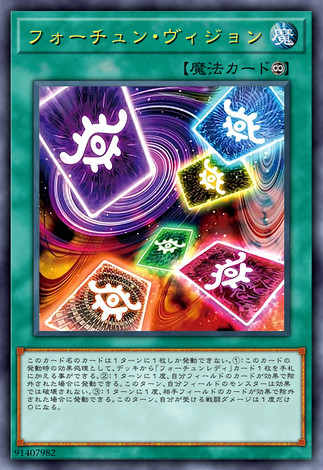 フォーチュン・ヴィジョン
魔
【魔法カード】
このカード名のカードは１ターンに１枚しか発動できない。①：このカードの
発動時の効果処理として、デッキから「フォーチュンレディ」カード１枚を手札
に加える事ができる。②：１ターンに１度、自分フィールドのカードが効果で除
外された場合に発動できる。このターン、自分フィールドのモンスターは効果
では破壊されない。③：１ターンに１度、相手フィールドのカードが効果で除外
された場合に発動できる。このターン、自分が受ける戦闘ダメージは１度だけ
０になる。
91407982